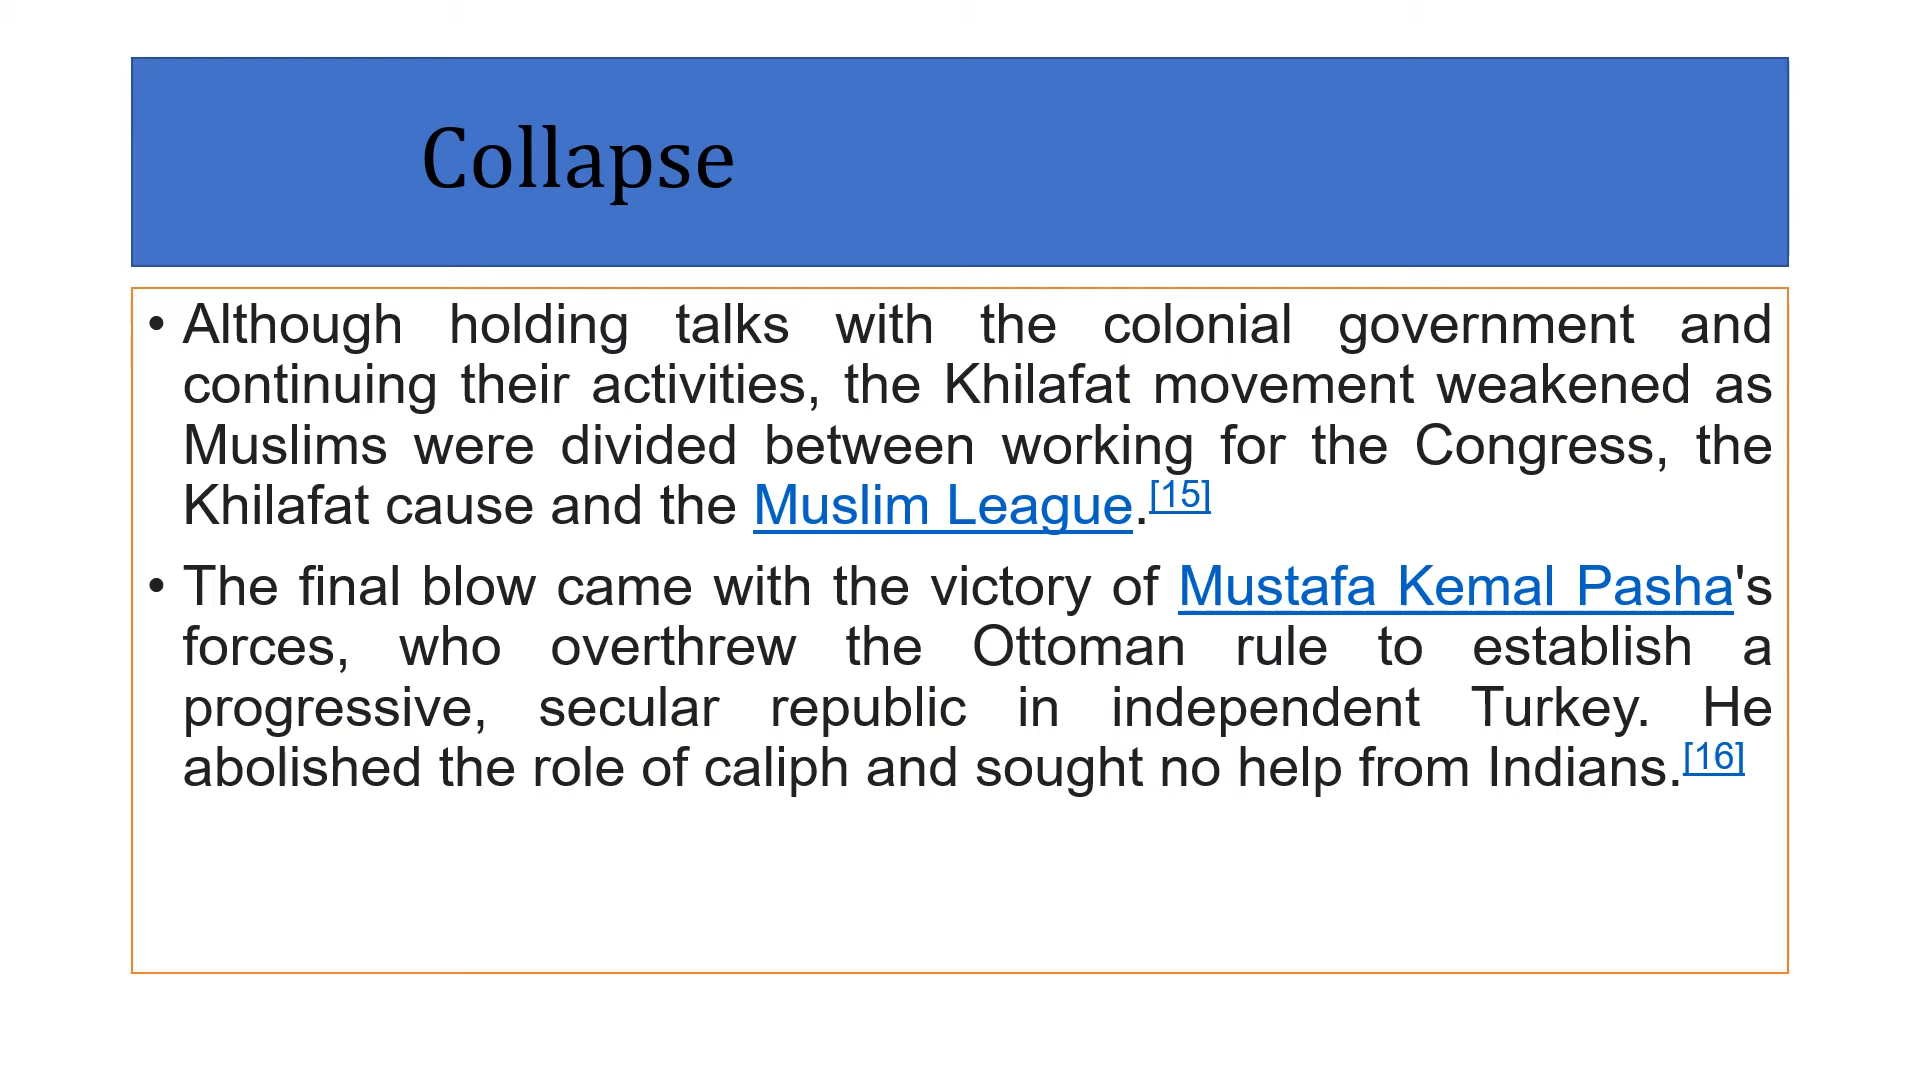 Collapse
• Although holding talks with the colonial government and
continuing their activities, the Khilafat movement weakened as
Muslims were divided between working for the Congress, the
Khilafat cause and the Muslim League.[15]
• The final blow came with the victory of Mustafa Kemal Pasha's
forces, who overthrew the Ottoman rule to establish a
progressive, secular republic in independent Turkey. He
abolished the role of caliph and sought no help from Indians.[16]